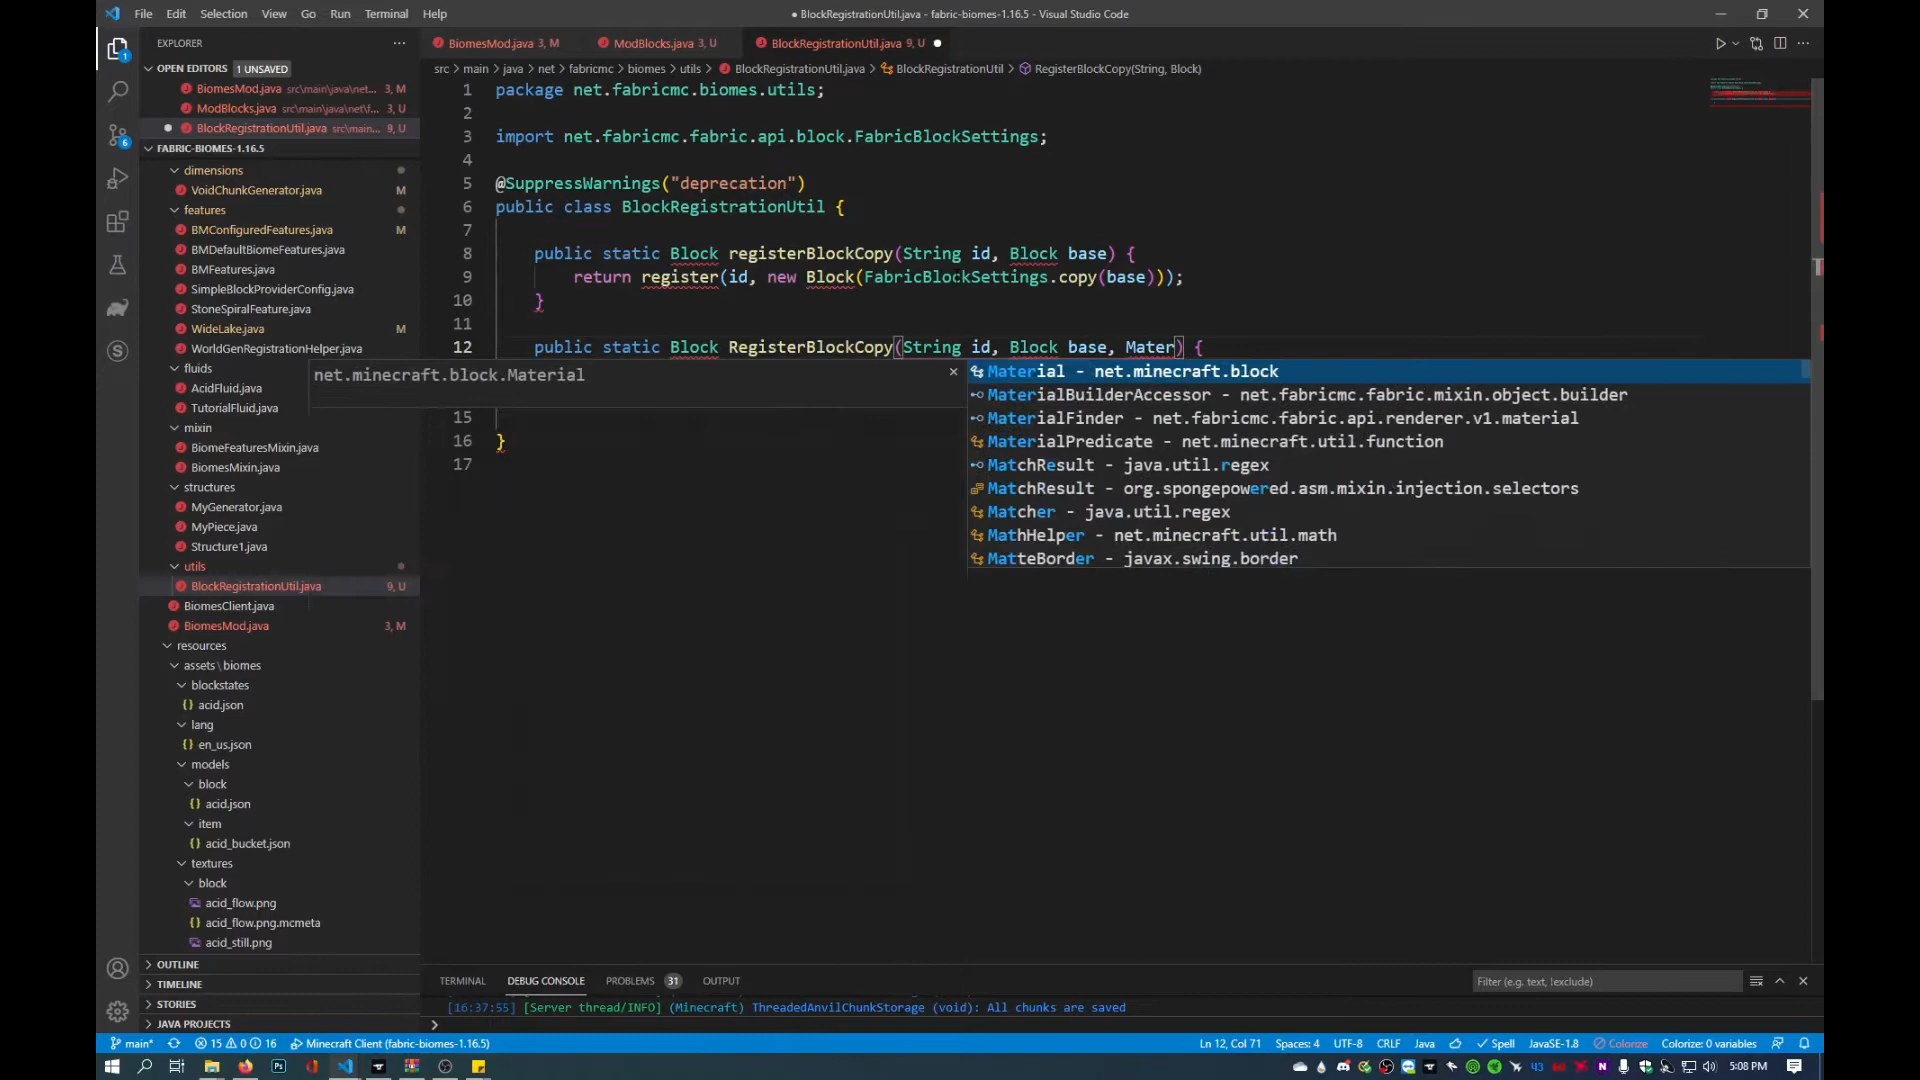 File Edit Selection View Go Run Terminal Help
● BlockRegistrationUtil.java - fabric-biomes-1.16.5 - Visual Studio Code
EXPLORER
OPEN EDITORS 1 UNSAVED
BiomesMod.java src\main\java\net... 3, M
ModBlocks.java src\main\java\net\f... 3, U
BlockRegistrationUtil.java src\main... 9, U
FABRIC-BIOMES-1.16.5
dimensions
VoidChunkGenerator.java M
features
BMConfiguredFeatures.java M
BMDefaultBiomeFeatures.java
BMFeatures.java
SimpleBlockProviderConfig.java
StoneSpiralFeature.java
WideLake.java M
WorldGenRegistrationHelper.java
fluids
AcidFluid.java
TutorialFluid.java
mixin
BiomeFeaturesMixin.java
BiomesMixin.java
structures
MyGenerator.java
MyPiece.java
Structure1.java
utils
BlockRegistrationUtil.java 9, U
BiomesClient.java
BiomesMod.java 3, M
resources
assets\biomes
blockstates
acid.json
lang
en_us.json
models
block
acid.json
item
acid_bucket.json
textures
block
acid_flow.png
acid_flow.png.mcmeta
acid_still.png
OUTLINE
TIMELINE
STORIES
JAVA PROJECTS
BiomesMod.java 3, M ModBlocks.java 3, U BlockRegistrationUtil.java 9, U
src > main > java > net > fabricmc > biomes > utils > BlockRegistrationUtil.java > BlockRegistrationUtil > RegisterBlockCopy(String, Block)
1 package net.fabricmc.biomes.utils;
2
3 import net.fabricmc.fabric.api.block.FabricBlockSettings;
4
5 @SuppressWarnings("deprecation")
6 public class BlockRegistrationUtil {
7
8 public static Block registerBlockCopy(String id, Block base) {
9 return register(id, new Block(FabricBlockSettings.copy(base)));
10 }
11
12 public static Block RegisterBlockCopy(String id, Block base, Mater) {
15
16 }
17
net.minecraft.block.Material
Material - net.minecraft.block
MaterialBuilderAccessor - net.fabricmc.fabric.mixin.object.builder
MaterialFinder - net.fabricmc.fabric.api.renderer.v1.material
MaterialPredicate - net.minecraft.util.function
MatchResult - java.util.regex
MatchResult - org.spongepowered.asm.mixin.injection.selectors
Matcher - java.util.regex
MathHelper - net.minecraft.util.math
MatteBorder - javax.swing.border
TERMINAL DEBUG CONSOLE PROBLEMS 31 OUTPUT
Filter (e.g. text, !exclude)
[16:37:55] [Server thread/INFO] (Minecraft) ThreadedAnvilChunkStorage (void): All chunks are saved
main* 15 0 16 Minecraft Client (fabric-biomes-1.16.5)
Ln 12, Col 71 Spaces: 4 UTF-8 CRLF Java Spell JavaSE-1.8 Colorize Colorize: 0 variables
5:08 PM